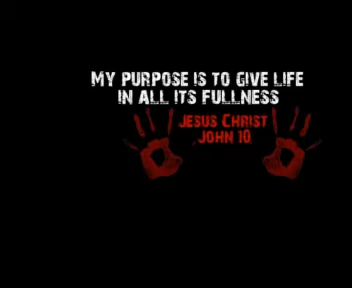 MY PURPOSE IS TO GIVE LIFE
IN ALL ITS FULLNESS
JESUS CHRIST
JOHN 10